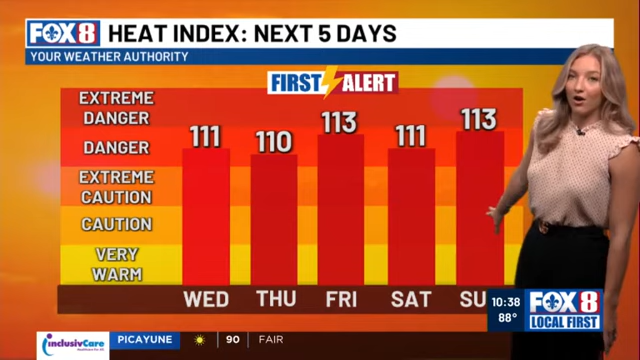 FOX 8 HEAT INDEX: NEXT 5 DAYS
YOUR WEATHER AUTHORITY
FIRST ALERT
EXTREME
DANGER
DANGER
EXTREME
CAUTION
CAUTION
VERY
WARM
111 110 113 111 113
WED THU FRI SAT SU
10:38
88°
FOX 8
LOCAL FIRST
inclusivCare PICAYUNE 90 FAIR